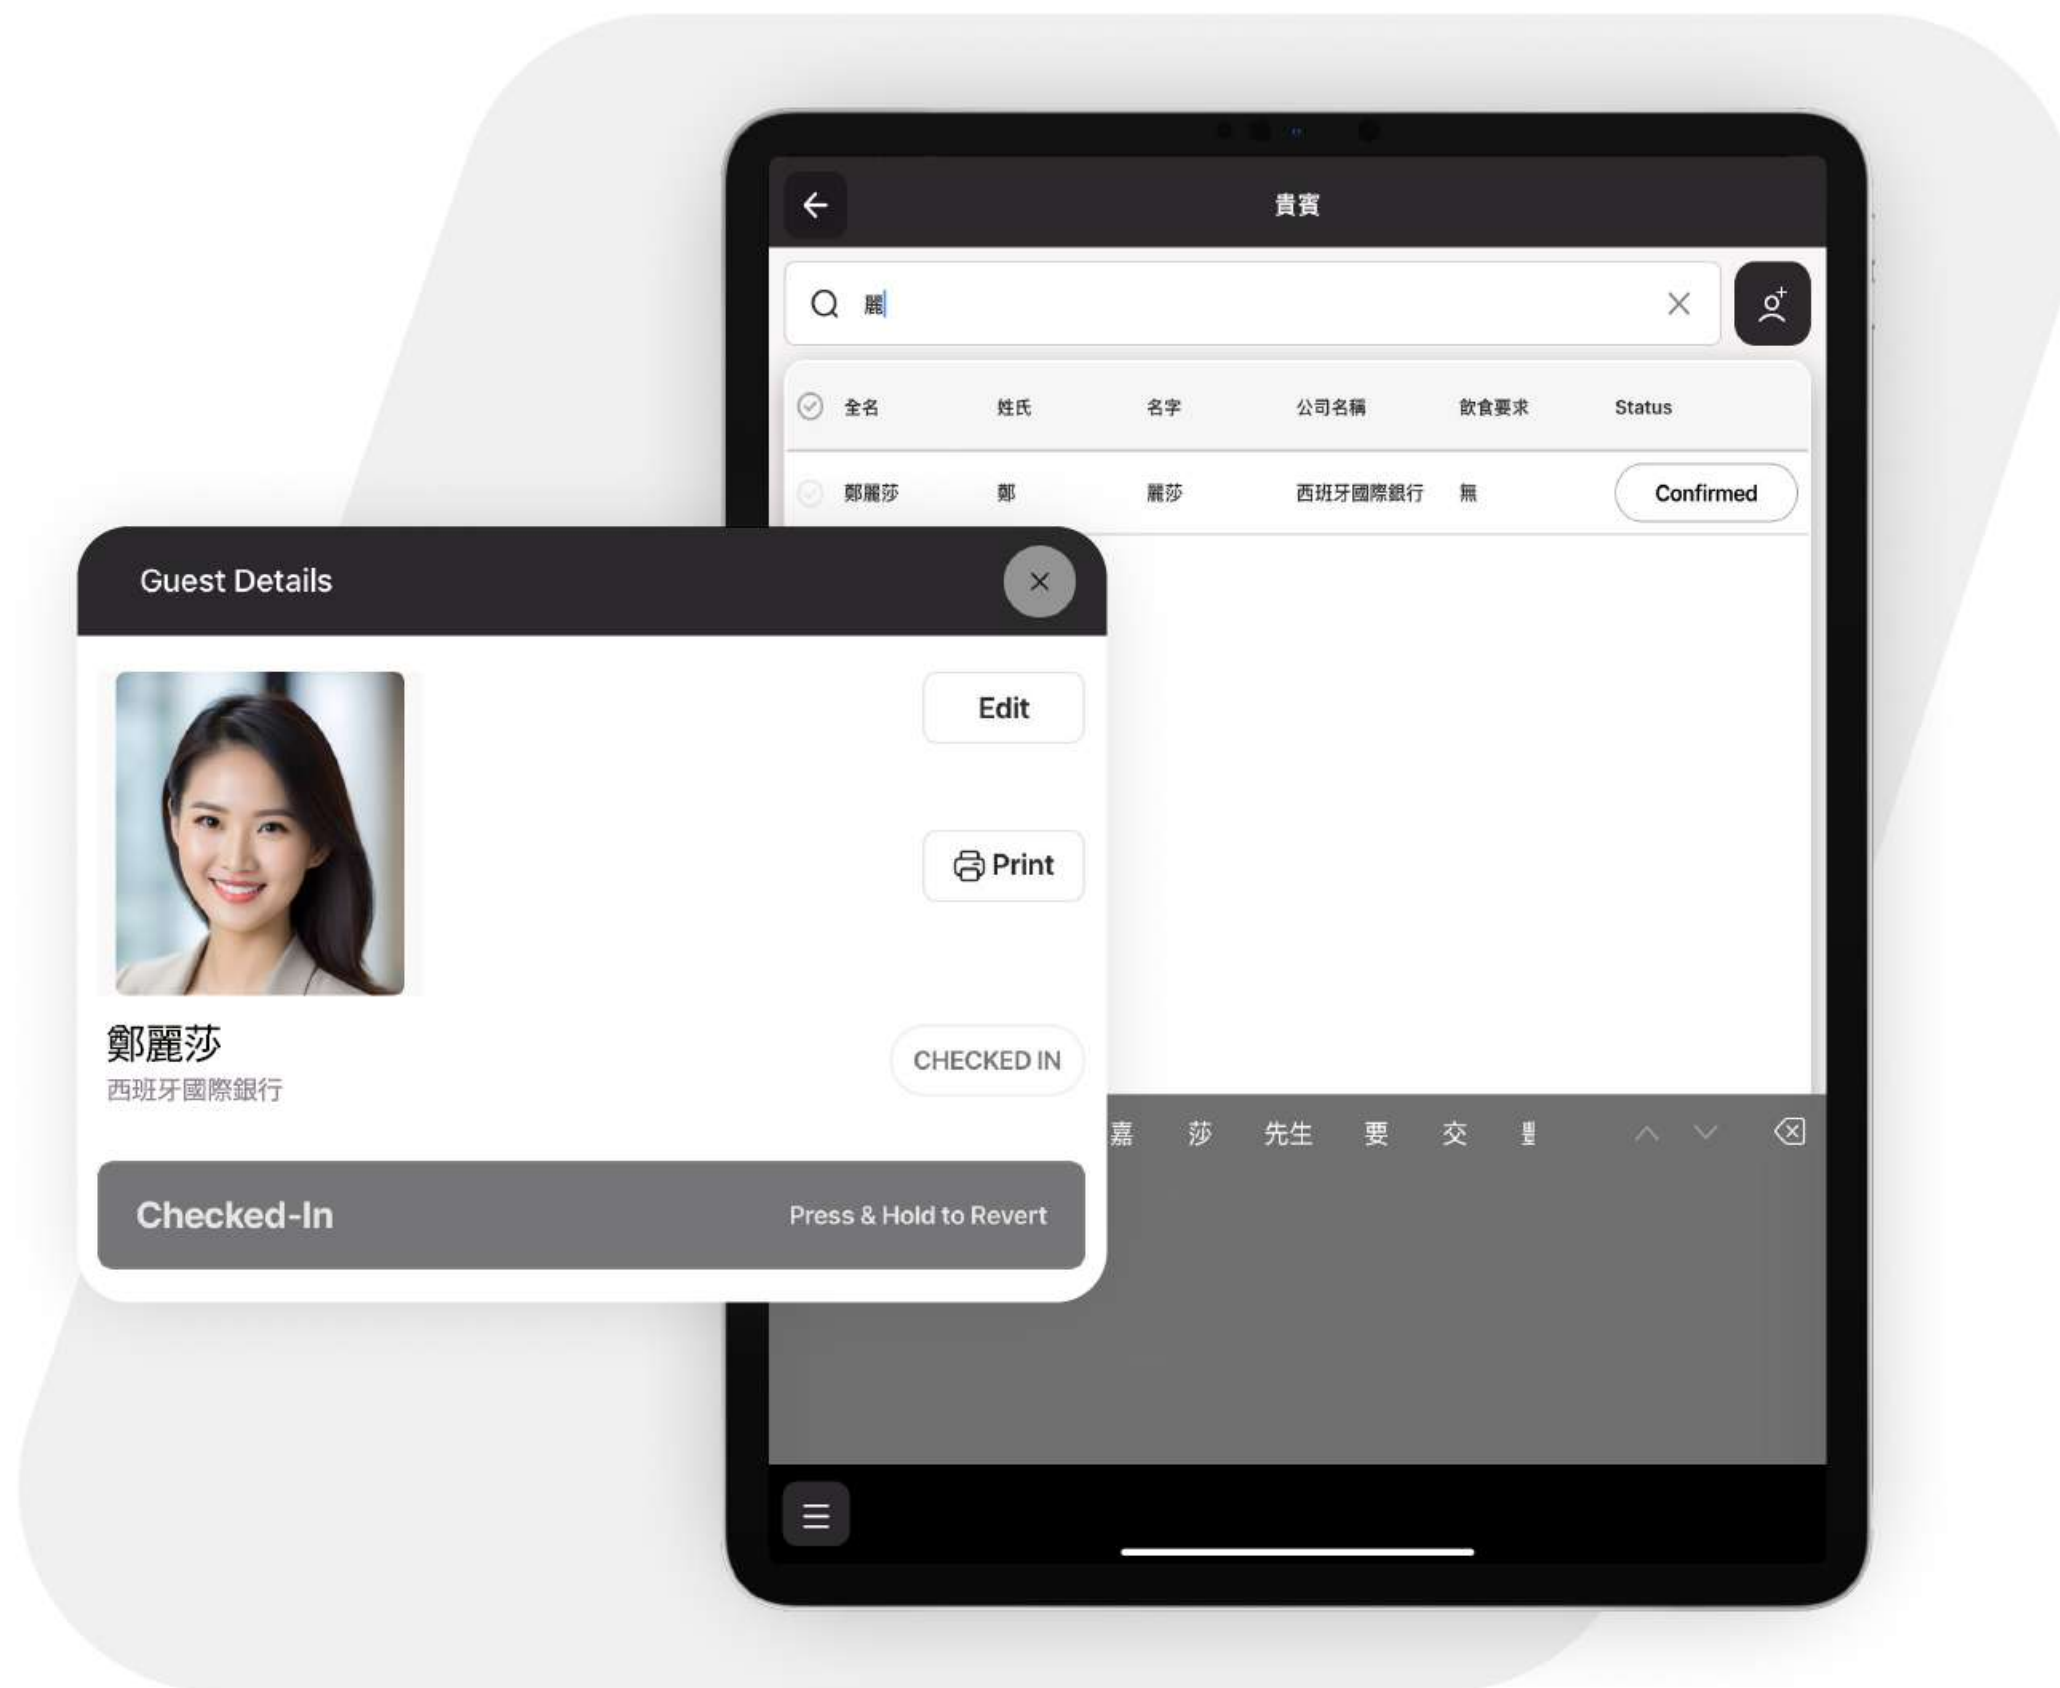 貴賓
麗
全名 姓氏 名字 公司名稱 飲食要求 Status
鄭麗莎 鄭 麗莎 西班牙國際銀行 無 Confirmed
Guest Details
Edit
Print
鄭麗莎
西班牙國際銀行
CHECKED IN
嘉 莎 先生 要 交
Checked-In Press & Hold to Revert